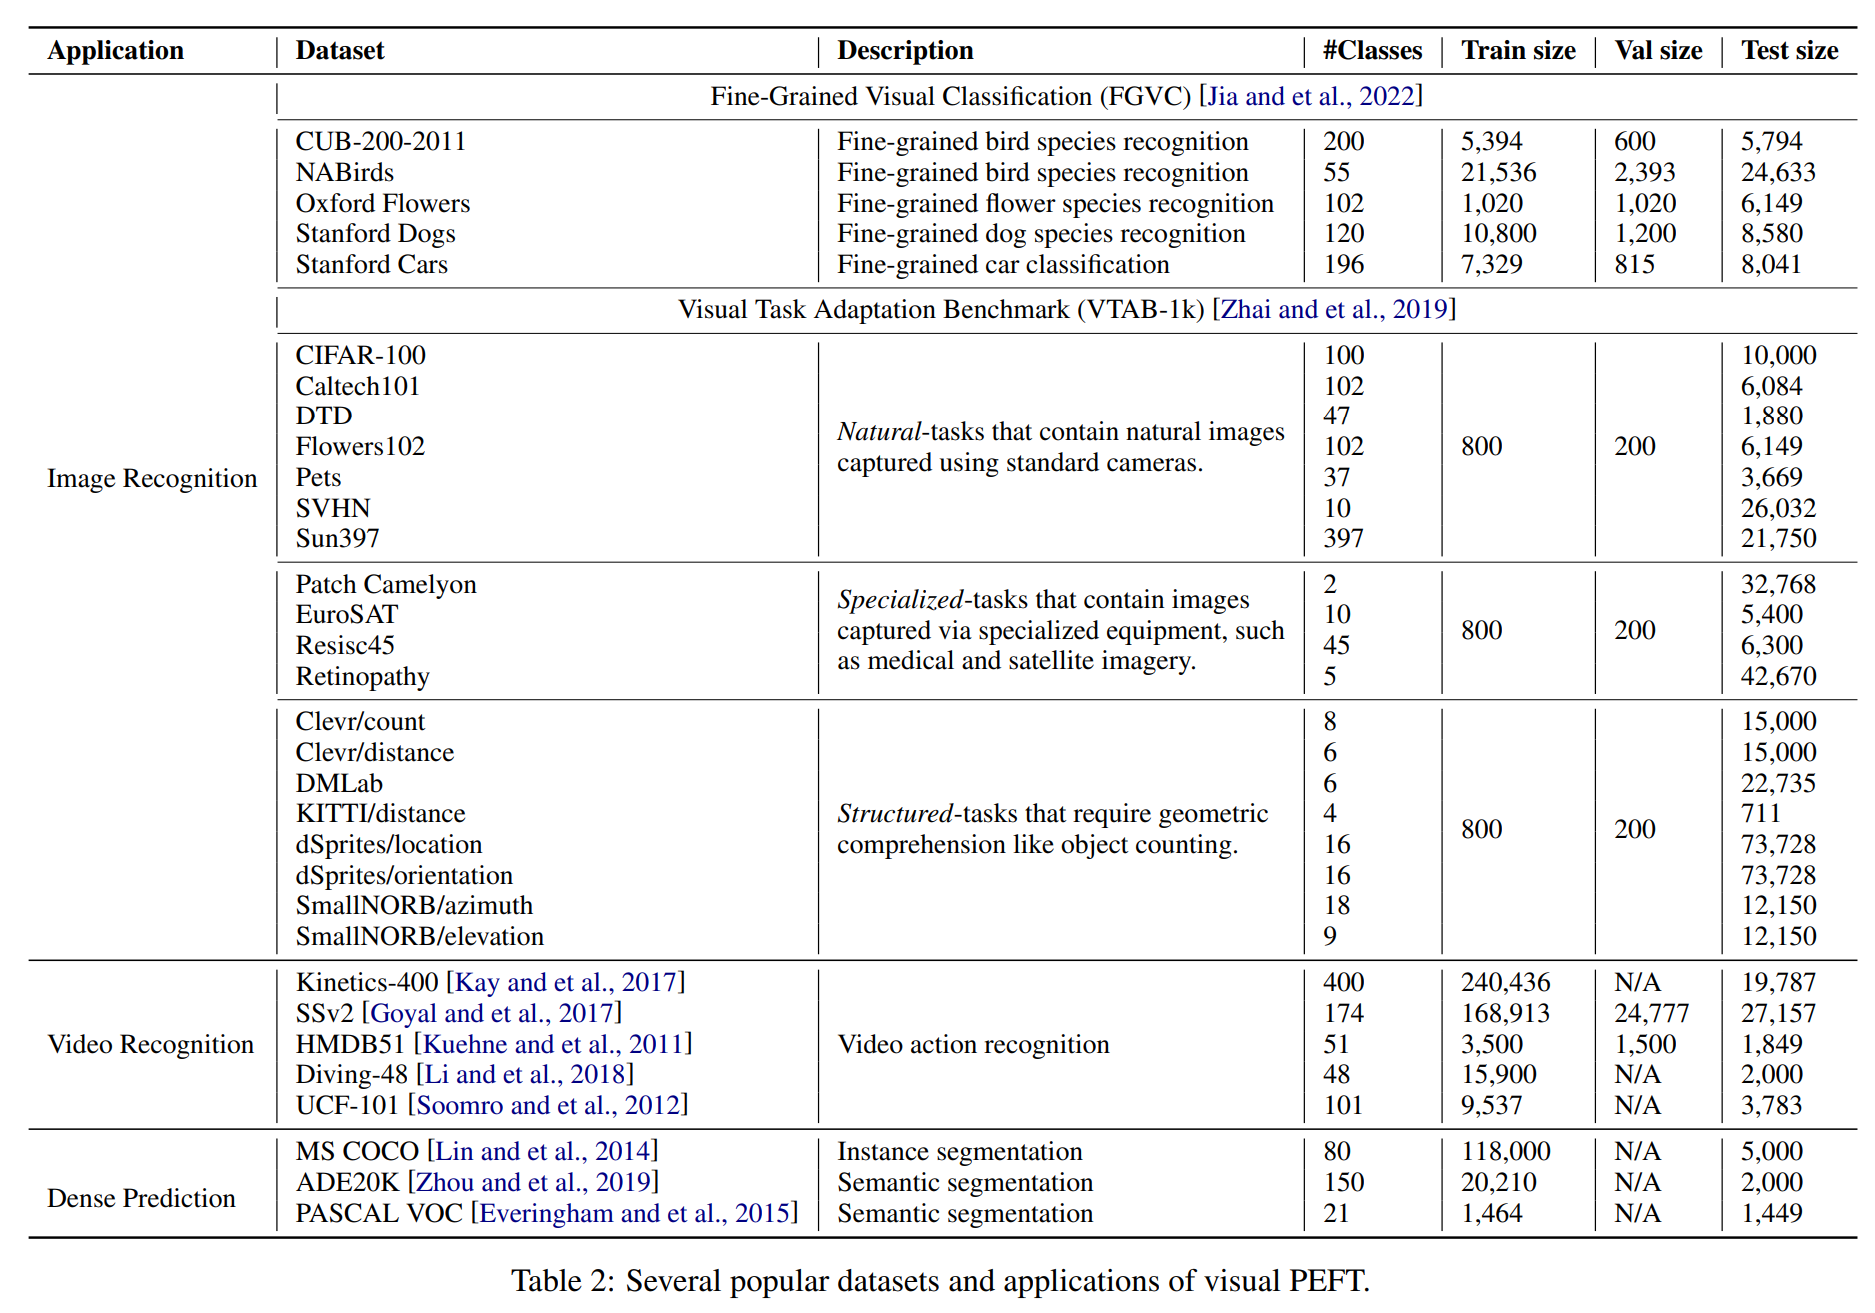 Application Dataset Description #Classes Train size Val size Test size
Fine-Grained Visual Classification (FGVC) [Jia and et al., 2022]
CUB-200-2011 Fine-grained bird species recognition 200 5,394 600 5,794
NABirds Fine-grained bird species recognition 55 21,536 2,393 24,633
Oxford Flowers Fine-grained flower species recognition 102 1,020 1,020 6,149
Stanford Dogs Fine-grained dog species recognition 120 10,800 1,200 8,580
Stanford Cars Fine-grained car classification 196 7,329 815 8,041
Visual Task Adaptation Benchmark (VTAB-1k) [Zhai and et al., 2019]
CIFAR-100 100 10,000
Caltech101 102 6,084
DTD 47 1,880
Natural-tasks that contain natural images
Flowers102 102 800 200 6,149
captured using standard cameras.
Image Recognition Pets 37 3,669
SVHN 10 26,032
Sun397 397 21,750
Patch Camelyon 2 32,768
Specialized-tasks that contain images
EuroSAT 10 5,400
captured via specialized equipment, such 800 200
Resisc45 45 6,300
as medical and satellite imagery.
Retinopathy 5 42,670
Clevr/count 8 15,000
Clevr/distance 6 15,000
DMLab 6 22,735
KITTI/distance Structured-tasks that require geometric 4 711
800 200
dSprites/location comprehension like object counting. 16 73,728
dSprites/orientation 16 73,728
SmallNORB/azimuth 18 12,150
SmallNORB/elevation 9 12,150
Kinetics-400 [Kay and et al., 2017] 400 240,436 N/A 19,787
SSv2 [Goyal and et al., 2017] 174 168,913 24,777 27,157
Video Recognition HMDB51 [Kuehne and et al., 2011] Video action recognition 51 3,500 1,500 1,849
Diving-48 [Li and et al., 2018] 48 15,900 N/A 2,000
UCF-101 [Soomro and et al., 2012] 101 9,537 N/A 3,783
MS COCO [Lin and et al., 2014] Instance segmentation 80 118,000 N/A 5,000
ADE20K [Zhou and et al., 2019] Semantic segmentation 150 20,210 N/A 2,000
Dense Prediction
PASCAL VOC [Everingham and et al., 2015] Semantic segmentation 21 1,464 N/A 1,449
Table 2: Several popular datasets and applications of visual PEFT.